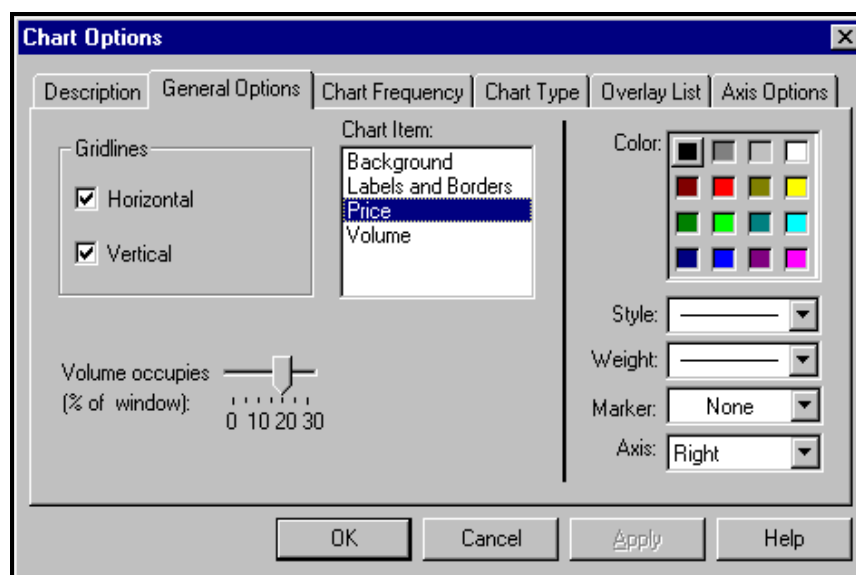 Chart Options
Description General Options Chart Frequency Chart Type Overlay List Axis Options
Gridlines
Horizontal
Vertical
Volume occupies
(% of window):
0 10 20 30
Chart Item:
Background
Labels and Borders
Price
Volume
Color:
Style:
Weight:
Marker: None
Axis: Right
OK Cancel Apply Help